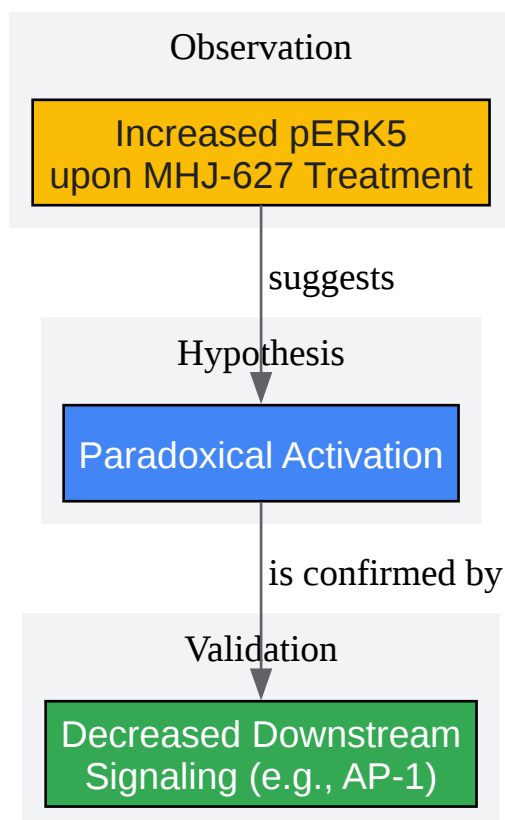 Observation
Increased pERK5
upon MHJ-627 Treatment
suggests
Hypothesis
Paradoxical Activation
is confirmed by
Validation
Decreased Downstream
Signaling (e.g., AP-1)